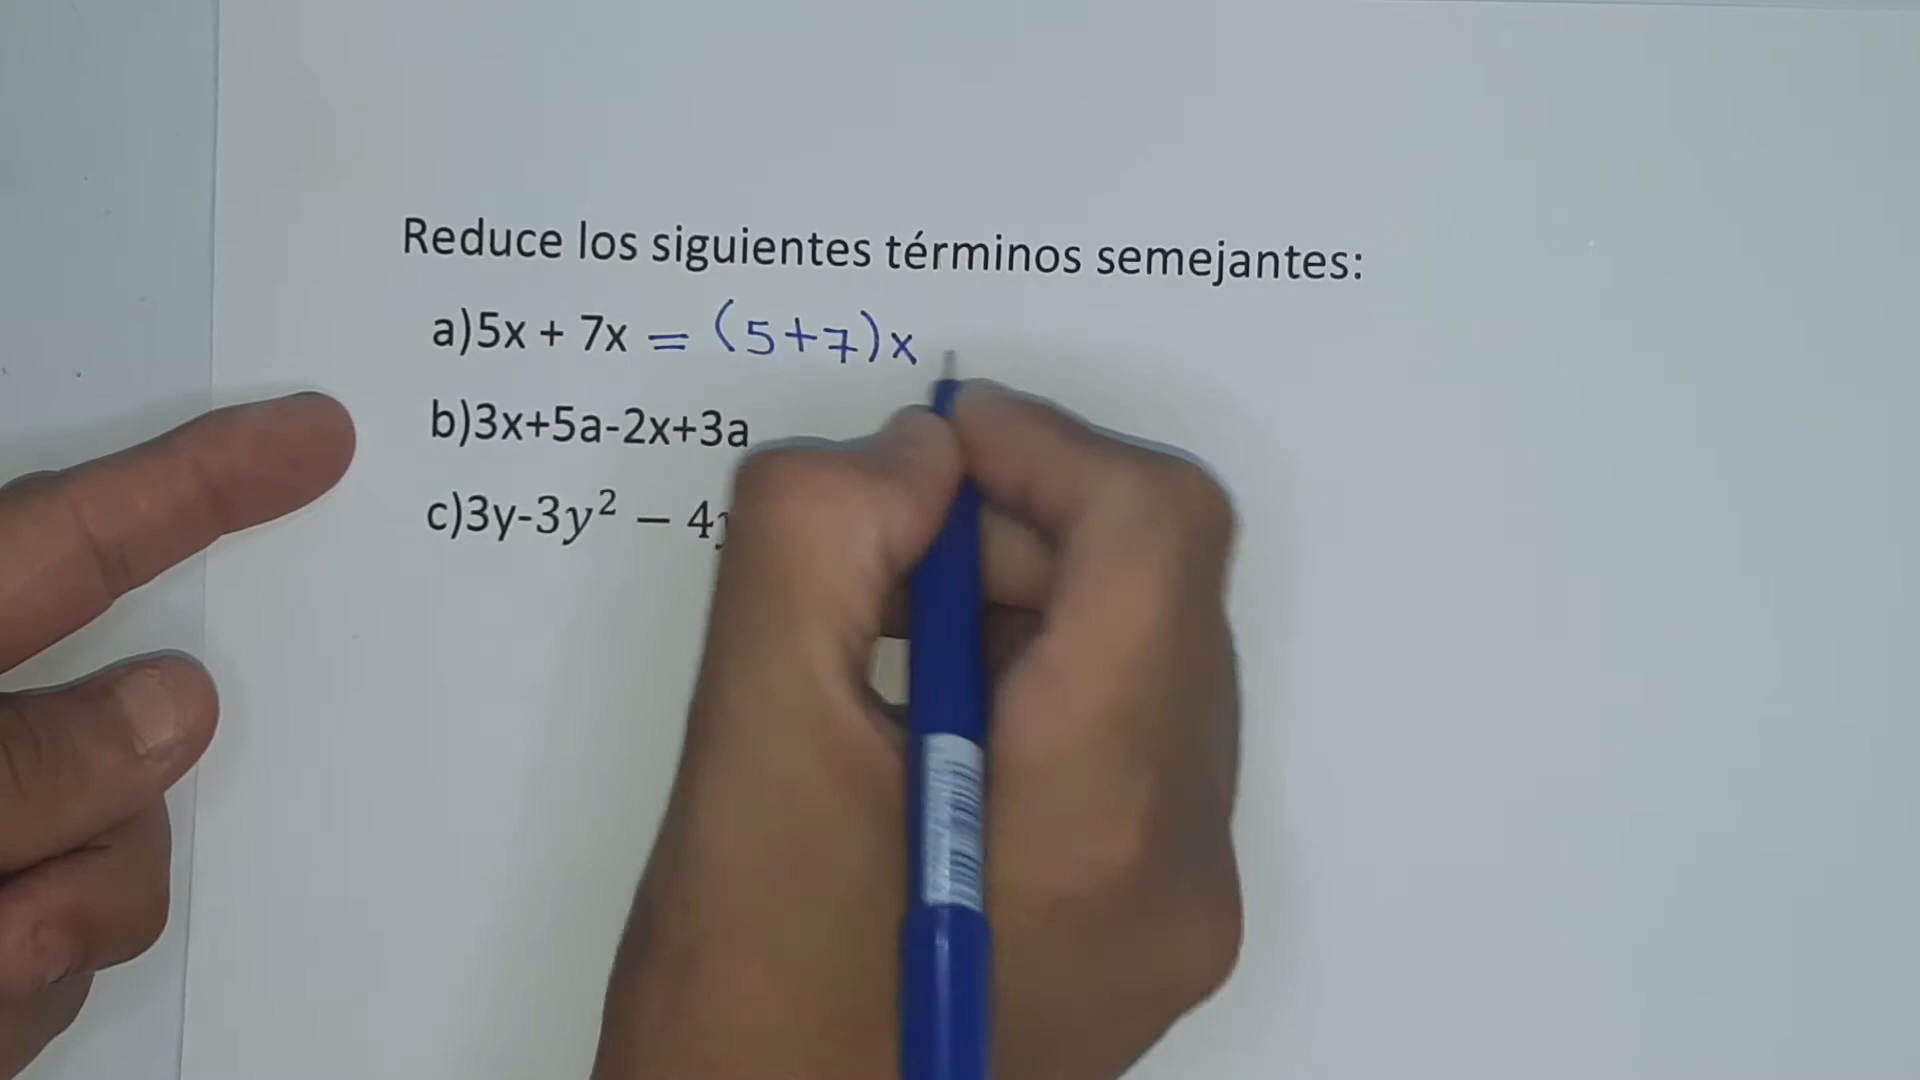 Reduce los siguientes términos semejantes:
a)5x + 7x = (5+7)x
b)3x+5a-2x+3a
c)3y-3y² – 4